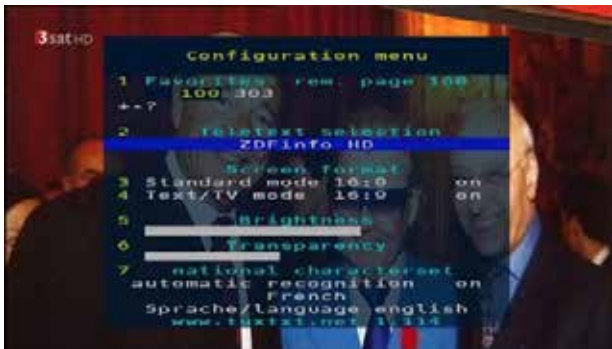 3sat HD
Configuration menu
1 Favorites: rem. page 100
100 303
+-?
2 Teletext selection
ZDFinfo HD
Screen format
3 Standard mode 16:9 on
4 Text/TV mode 16:9 on
5 Brightness
6 Transparency
7 national characterset
automatic recognition on
French
Sprache/language english
www.tuxtxt.net 1.114